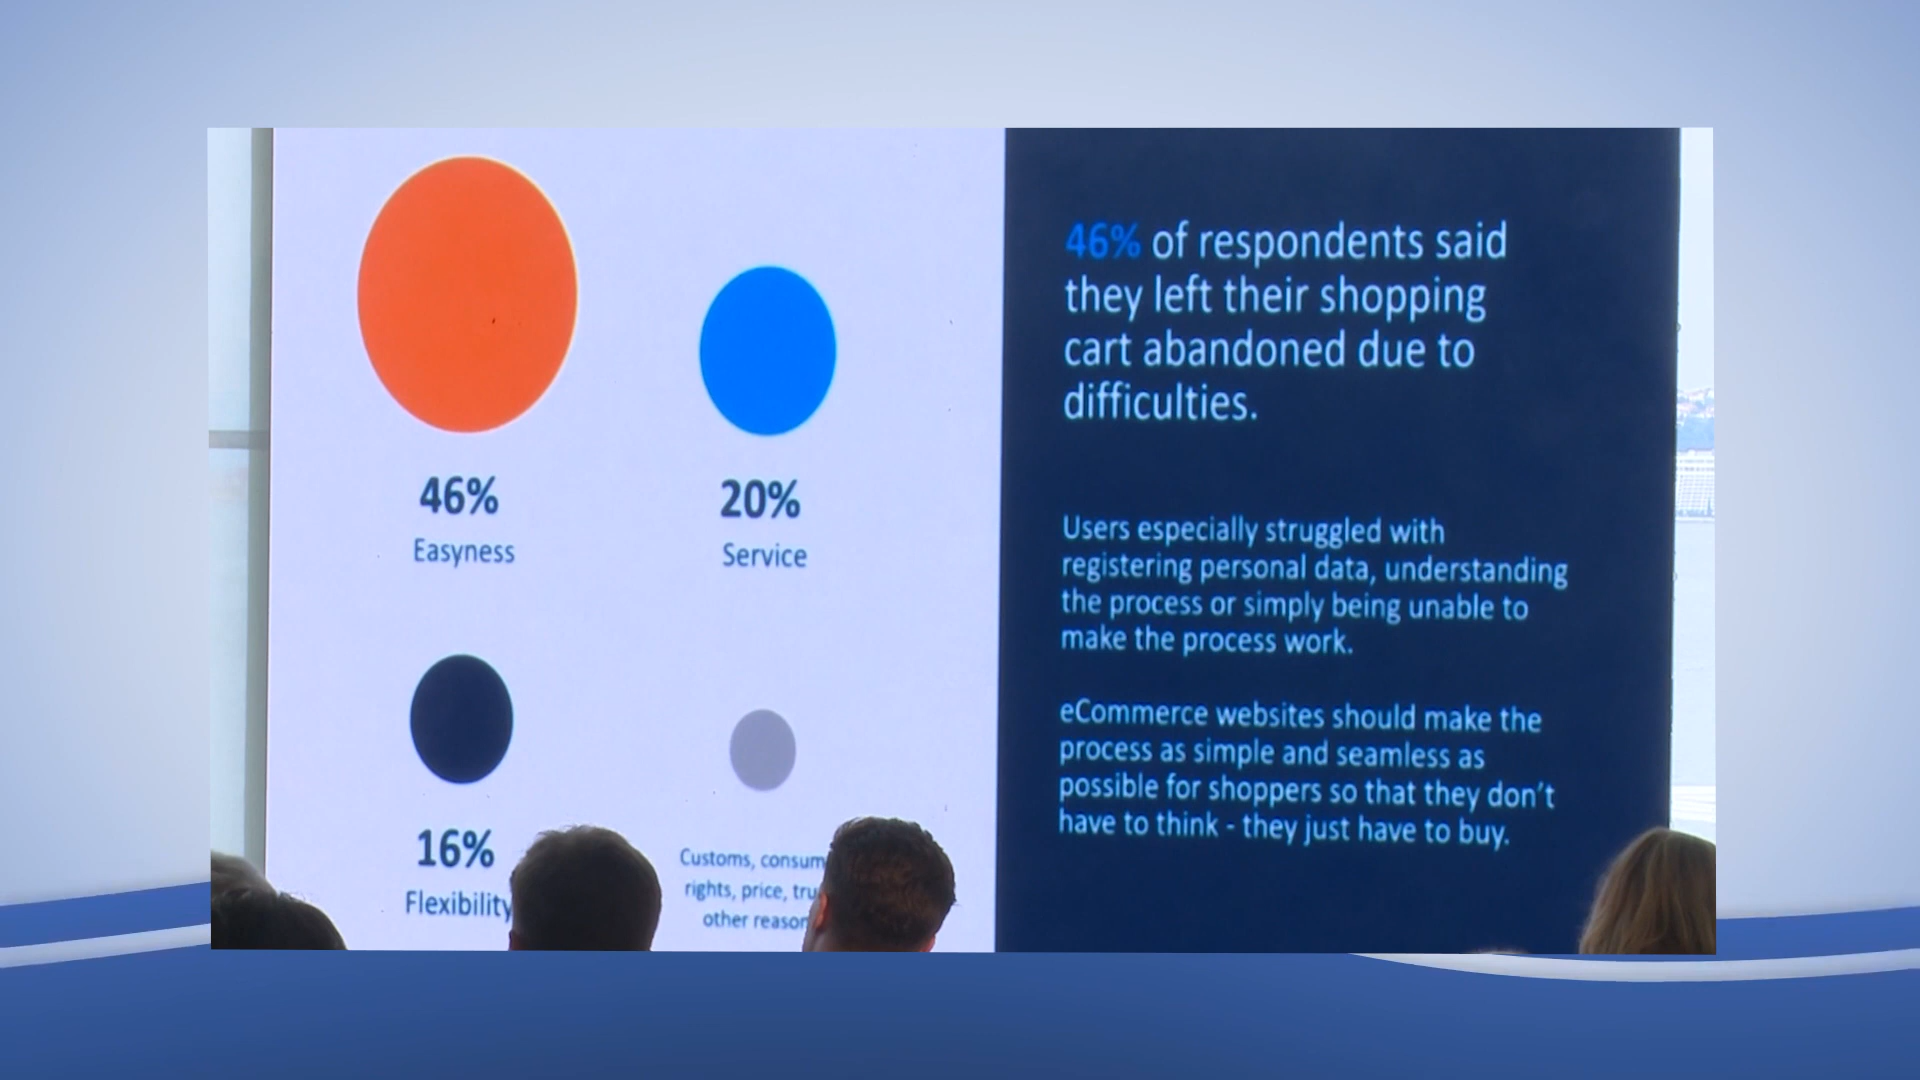 46%
Easyness
20%
Service
16%
Flexibility
Customs,
rights, price,
other
46% of respondents said
they left their shopping
cart abandoned due to
difficulties.
Users especially struggled with
registering personal data, understanding
the process or simply being unable to
make the process work.
eCommerce websites should make the
process as simple and seamless as
possible for shoppers so that they don't
have to think - they just have to buy.